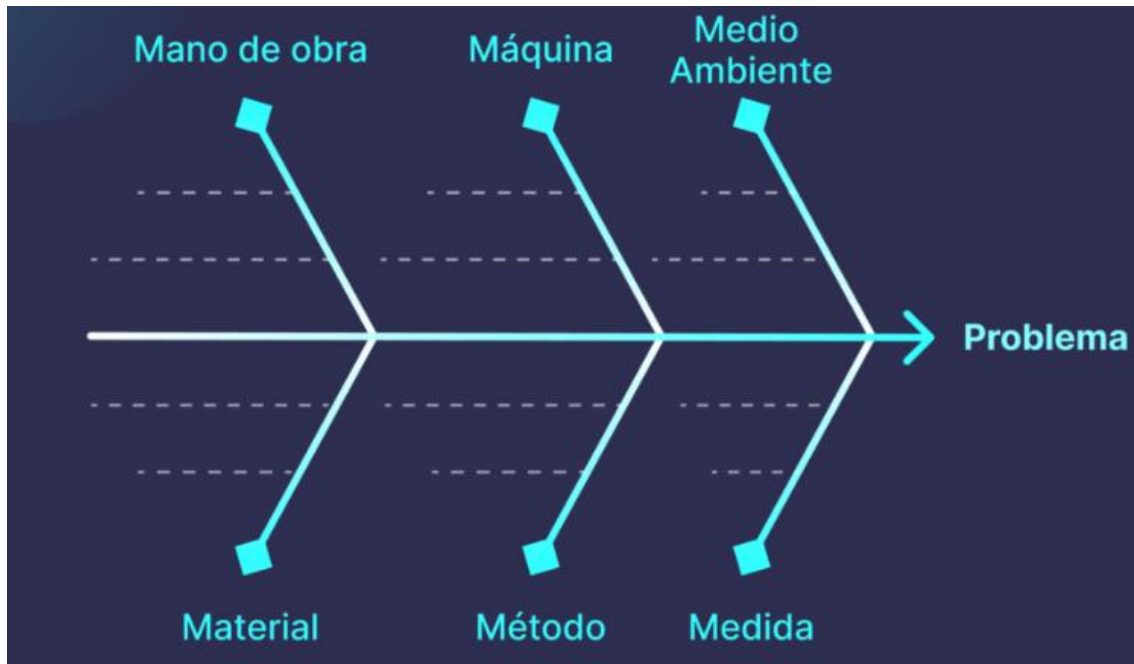 Mano de obra
Máquina
Medio
Ambiente
Problema
Material
Método
Medida